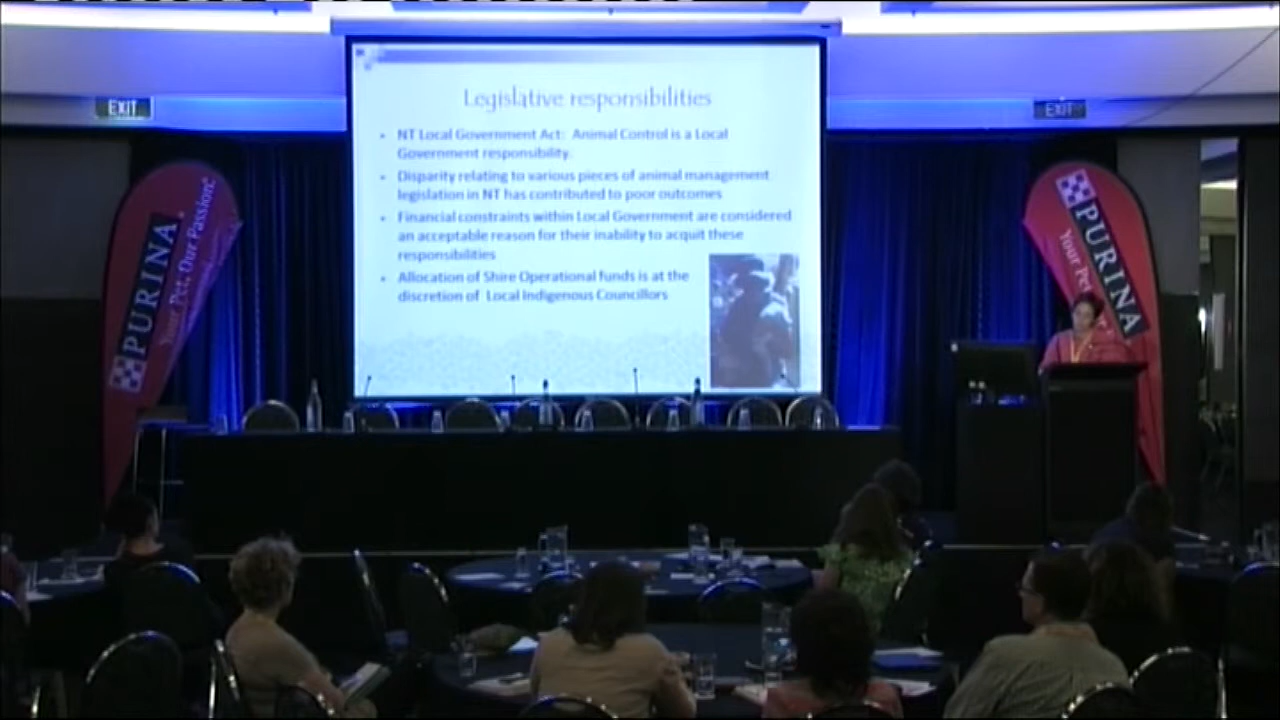 EXIT
EXIT
Legislative responsibilities
• NT Local Government Act: Animal Control is a Local
Government responsibility.
• Disparity relating to various pieces of animal management
legislation in NT has contributed to poor outcomes
• Financial constraints within Local Government are considered
an acceptable reason for their inability to acquit these
responsibilities
• Allocation of Shire Operational funds is at the
discretion of Local Indigenous Councillors
PURINA
Your Pet, Our Passion.
PURINA
Your Pet